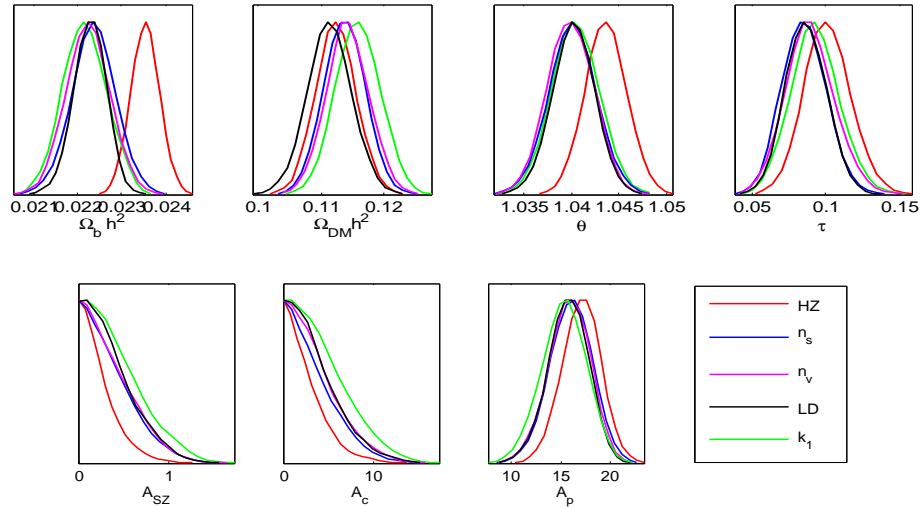 0.021 0.022 0.023 0.024
Ω_b h^2
0.1 0.11 0.12
Ω_DM h^2
1.035 1.04 1.045 1.05
θ
0.05 0.1 0.15
τ
0 1
A_SZ
0 10
A_c
10 15 20
A_p
HZ
n_s
n_v
LD
k_1